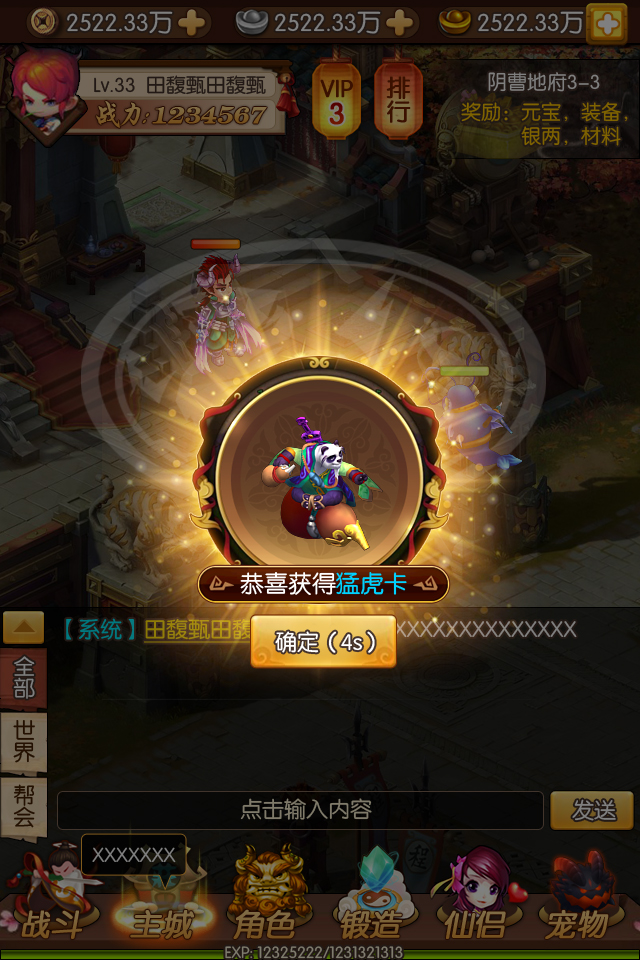 2522.33万
2522.33万
2522.33万
Lv.33 田馥甄田馥甄
战力:1234567
VIP
3
排行
阴曹地府3-3
奖励：元宝，装备，
银两，材料
恭喜获得猛虎卡
【系统】田馥甄田馥
XXXXXXXXXXXXX
确定（4s）
全部
世界
帮会
点击输入内容
发送
XXXXXXX
战斗
主城
角色
锻造
仙侣
宠物
EXP: 12325222/1231321313